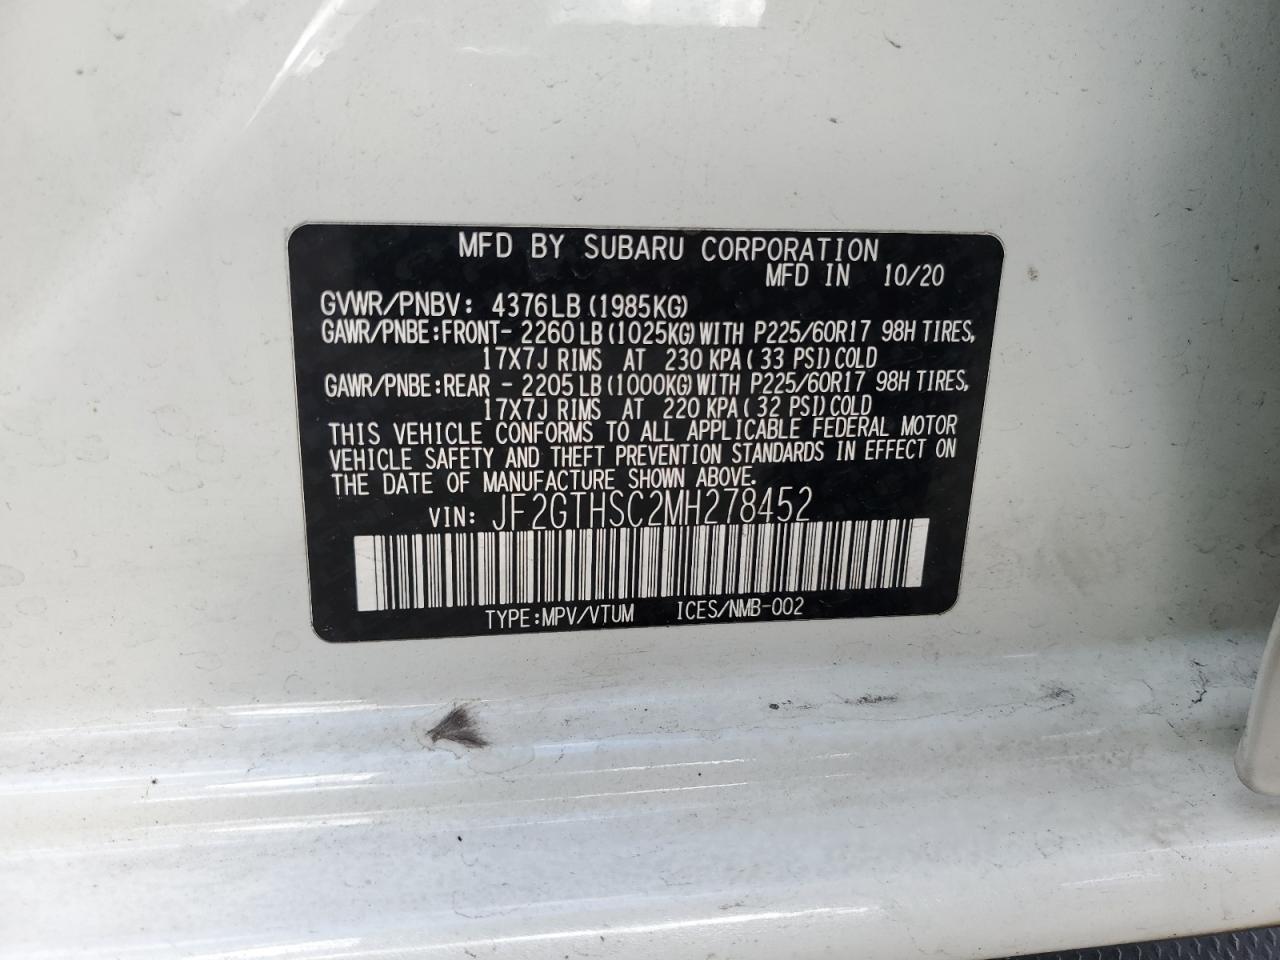 MFD BY SUBARU CORPORATION
MFD IN 10/20
GVWR/PNBV: 4376LB (1985KG)
GAWR/PNBE:FRONT- 2260LB (1025KG) WITH P225/60R17 98H TIRES,
17X7J RIMS AT 230 KPA (33 PSI) COLD
GAWR/PNBE:REAR - 2205LB (1000KG) WITH P225/60R17 98H TIRES,
17X7J RIMS AT 220 KPA (32 PSI) COLD
THIS VEHICLE CONFORMS TO ALL APPLICABLE FEDERAL MOTOR
VEHICLE SAFETY AND THEFT PREVENTION STANDARDS IN EFFECT ON
THE DATE OF MANUFACTURE SHOWN ABOVE.
VIN: JF2GTHSC2MH278452
TYPE:MPV/VTUM ICES/NMB-002